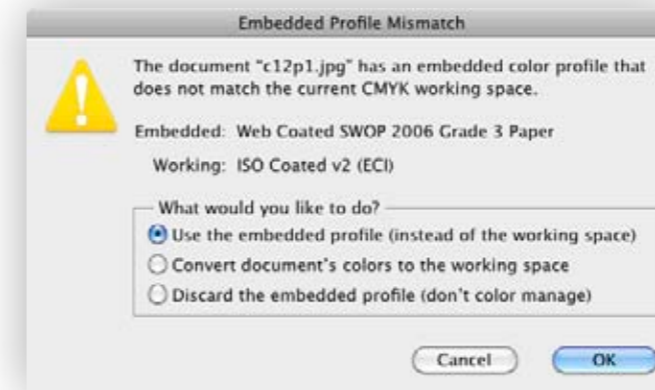 Embedded Profile Mismatch
The document "c12p1.jpg" has an embedded color profile that
does not match the current CMYK working space.
Embedded: Web Coated SWOP 2006 Grade 3 Paper
Working: ISO Coated v2 (ECI)
What would you like to do?
Use the embedded profile (instead of the working space)
Convert document's colors to the working space
Discard the embedded profile (don't color manage)
Cancel OK